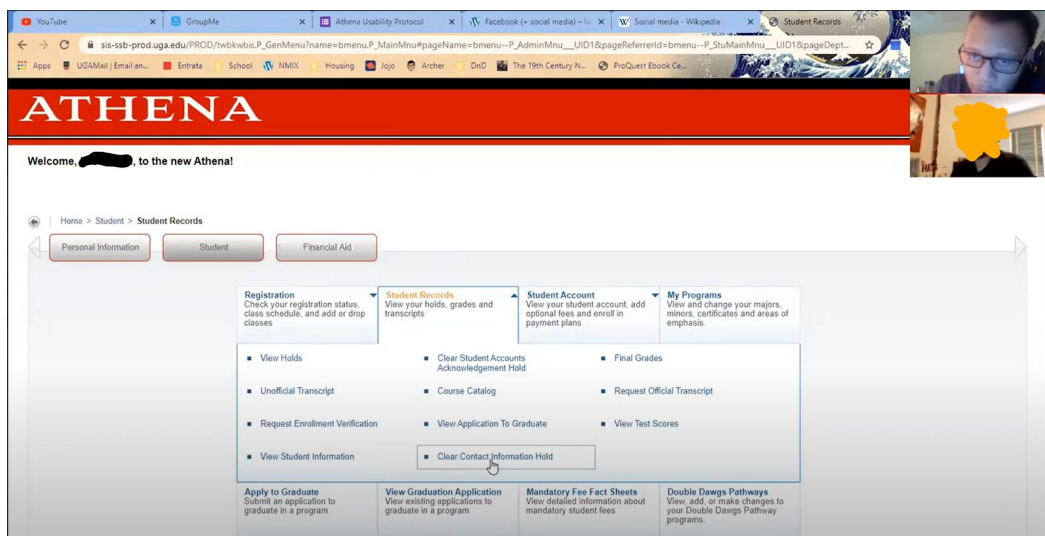 YouTube
GroupMe
Athena Usability Protocol
Facebook (+ social media) –
Social media - Wikipedia
Student Records
sis-ssb-prod.uga.edu/PROD/twbkwbis.P_GenMenu?name=bmenu.P_MainMnu#pageName=bmenu--P_AdminMnu___UID1&pageReferrerId=bmenu--P_StuMainMnu___UID1&pageDept...
Apps
UGAMail | Email an...
Entrata
School
NMIX
Housing
Jojo
Archer
DnD
The 19th Century N...
ProQuest Ebook Ce...
ATHENA
Welcome, , to the new Athena!
Home > Student > Student Records
Personal Information
Student
Financial Aid
Registration
Check your registration status,
class schedule, and add or drop
classes
Student Records
View your holds, grades and
transcripts
Student Account
View your student account, add
optional fees and enroll in
payment plans
My Programs
View and change your majors,
minors, certificates and areas of
emphasis.
View Holds
Clear Student Accounts
Acknowledgement Hold
Final Grades
Unofficial Transcript
Course Catalog
Request Official Transcript
Request Enrollment Verification
View Application To Graduate
View Test Scores
View Student Information
Clear Contact Information Hold
Apply to Graduate
Submit an application to
graduate in a program.
View Graduation Application
View existing applications to
graduate in a program.
Mandatory Fee Fact Sheets
View detailed information about
mandatory student fees
Double Dawgs Pathways
View, add, or make changes to
your Double Dawgs Pathway
programs.